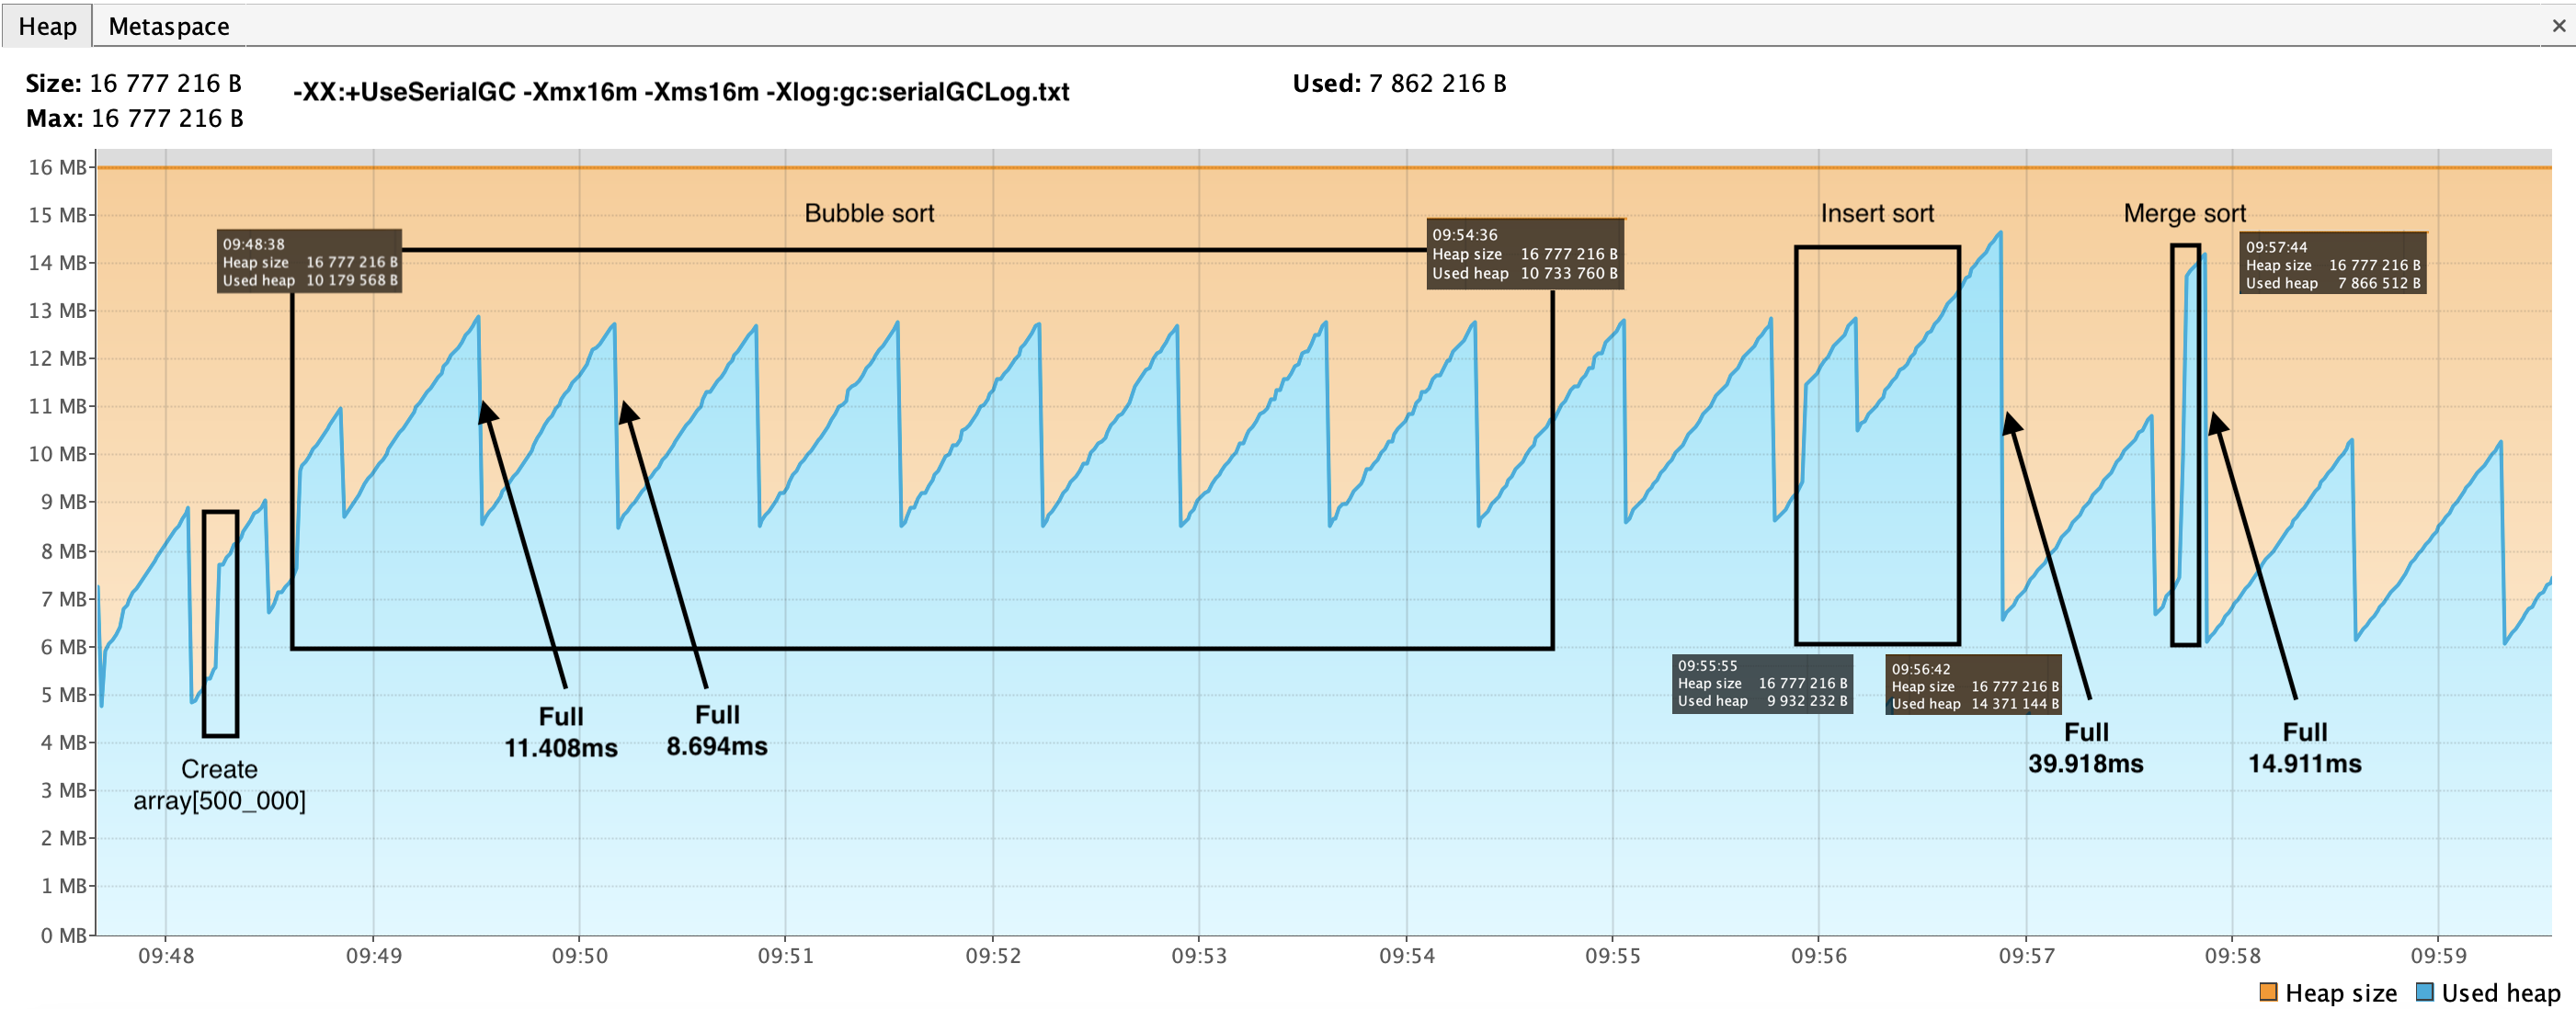 Heap Metaspace ×
Size: 16 777 216 B
Max: 16 777 216 B
-XX:+UseSerialGC -Xmx16m -Xms16m -Xlog:gc:serialGCLog.txt
Used: 7 862 216 B
16 MB
15 MB
14 MB
13 MB
12 MB
11 MB
10 MB
9 MB
8 MB
7 MB
6 MB
5 MB
4 MB
3 MB
2 MB
1 MB
0 MB
Bubble sort
Insert sort
Merge sort
09:48:38
Heap size 16 777 216 B
Used heap 10 179 568 B
09:54:36
Heap size 16 777 216 B
Used heap 10 733 760 B
09:57:44
Heap size 16 777 216 B
Used heap 7 866 512 B
09:55:55
Heap size 16 777 216 B
Used heap 9 932 232 B
09:56:42
Heap size 16 777 216 B
Used heap 14 371 144 B
Create
array[500_000]
Full
11.408ms
Full
8.694ms
Full
39.918ms
Full
14.911ms
09:48 09:49 09:50 09:51 09:52 09:53 09:54 09:55 09:56 09:57 09:58 09:59
Heap size Used heap